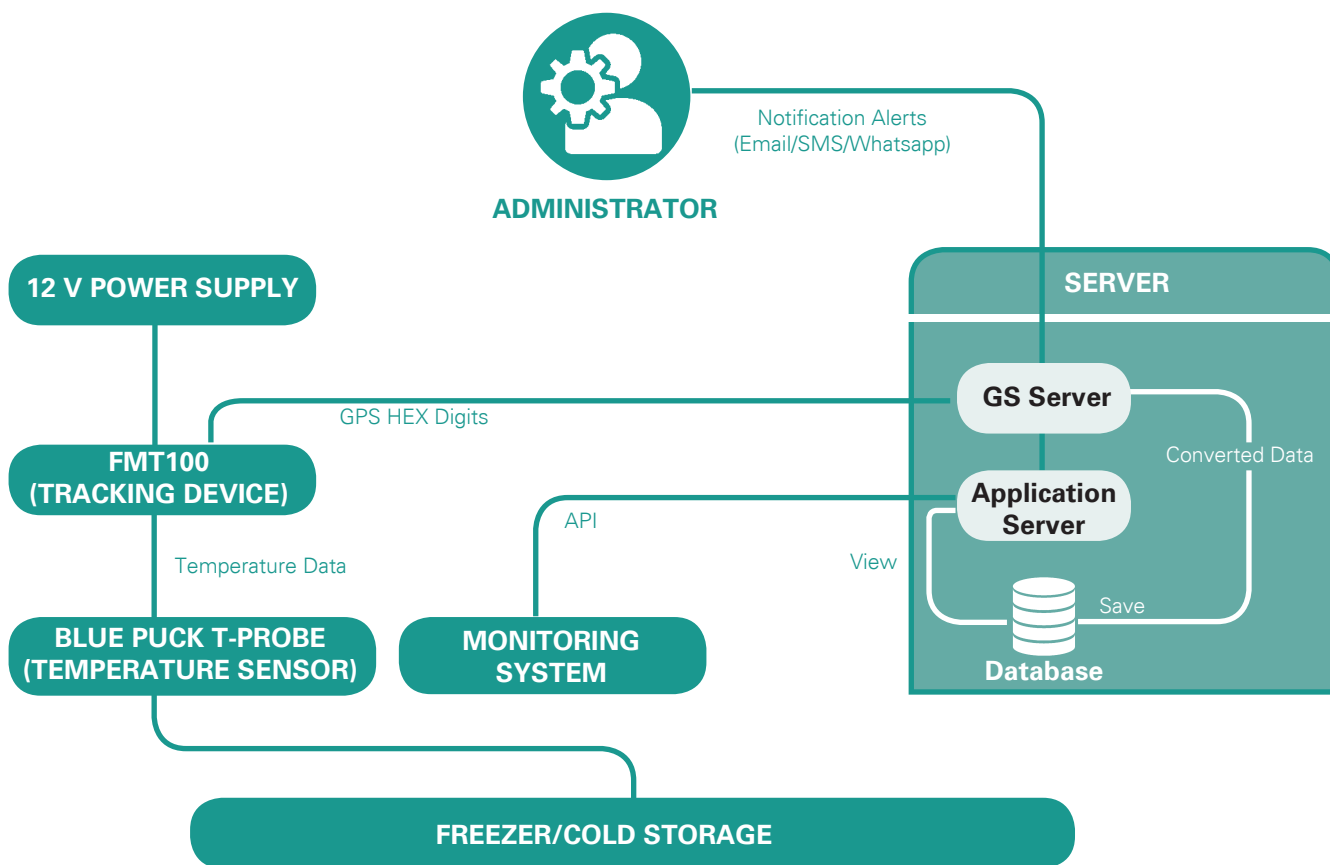 Notification Alerts
(Email/SMS/Whatsapp)
ADMINISTRATOR
12 V POWER SUPPLY
SERVER
GS Server
GPS HEX Digits
Converted Data
FMT100
(TRACKING DEVICE)
Application
Server
API
View
Temperature Data
Save
BLUE PUCK T-PROBE
(TEMPERATURE SENSOR)
MONITORING
SYSTEM
Database
FREEZER/COLD STORAGE